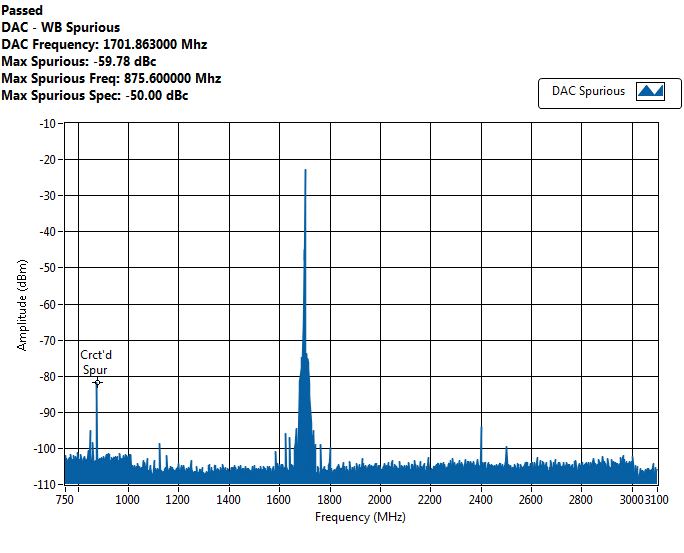 Passed
DAC - WB Spurious
DAC Frequency: 1701.863000 Mhz
Max Spurious: -59.78 dBc
Max Spurious Freq: 875.600000 Mhz
Max Spurious Spec: -50.00 dBc
DAC Spurious
-10
-20
-30
-40
-50
-60
-70
-80
-90
-100
-110
Amplitude (dBm)
Crct'd
Spur
750 1000 1200 1400 1600 1800 2000 2200 2400 2600 2800 3000 3100
Frequency (MHz)